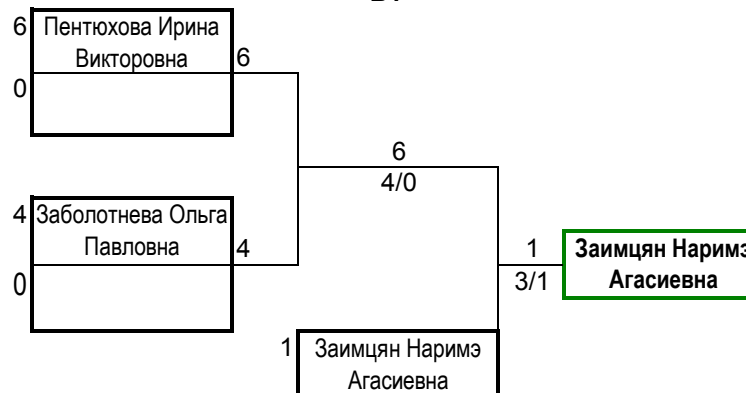 6 Пентюхова Ирина
Викторовна 6
0
6
4/0
4 Заболотнева Ольга
Павловна 4
0
1 Заимцян Наримэ
3/1 Агасиевна
1 Заимцян Наримэ
Агасиевна